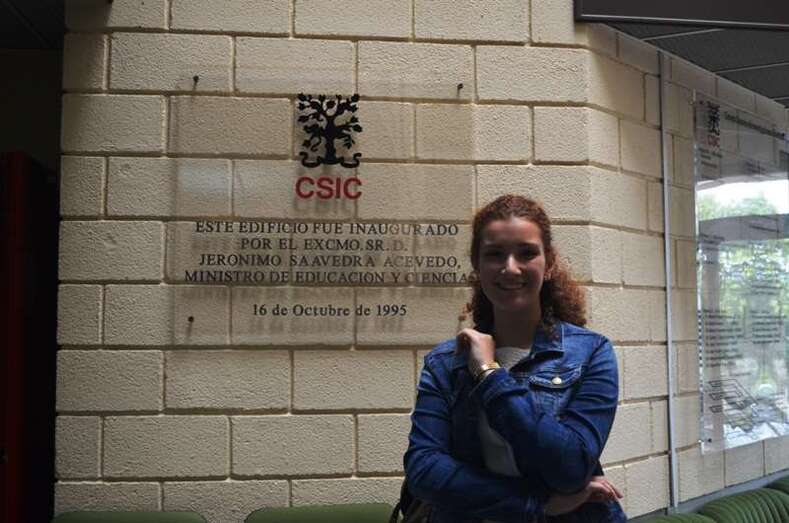 CSIC
ESTE EDIFICIO FUE INAUGURADO
POR EL EXCMO. SR. D.
JERONIMO SAAVEDRA ACEVEDO,
MINISTRO DE EDUCACION Y CIENCIA
16 de Octubre de 1995
CSIC